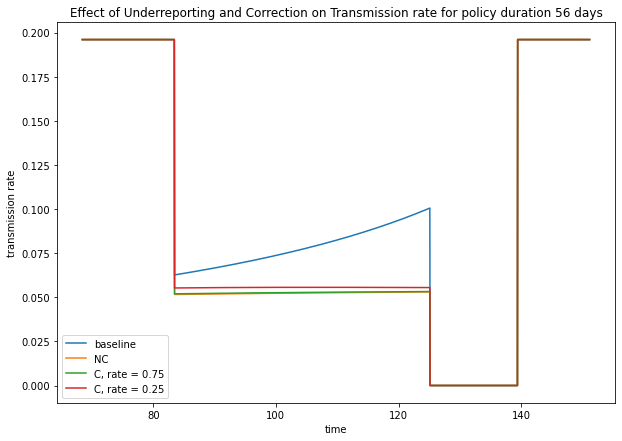 Effect of Underreporting and Correction on Transmission rate for policy duration 56 days
0.200
0.175
0.150
0.125
0.100
0.075
0.050
0.025
0.000
transmission rate
baseline
NC
C, rate = 0.75
C, rate = 0.25
80
100
120
140
time